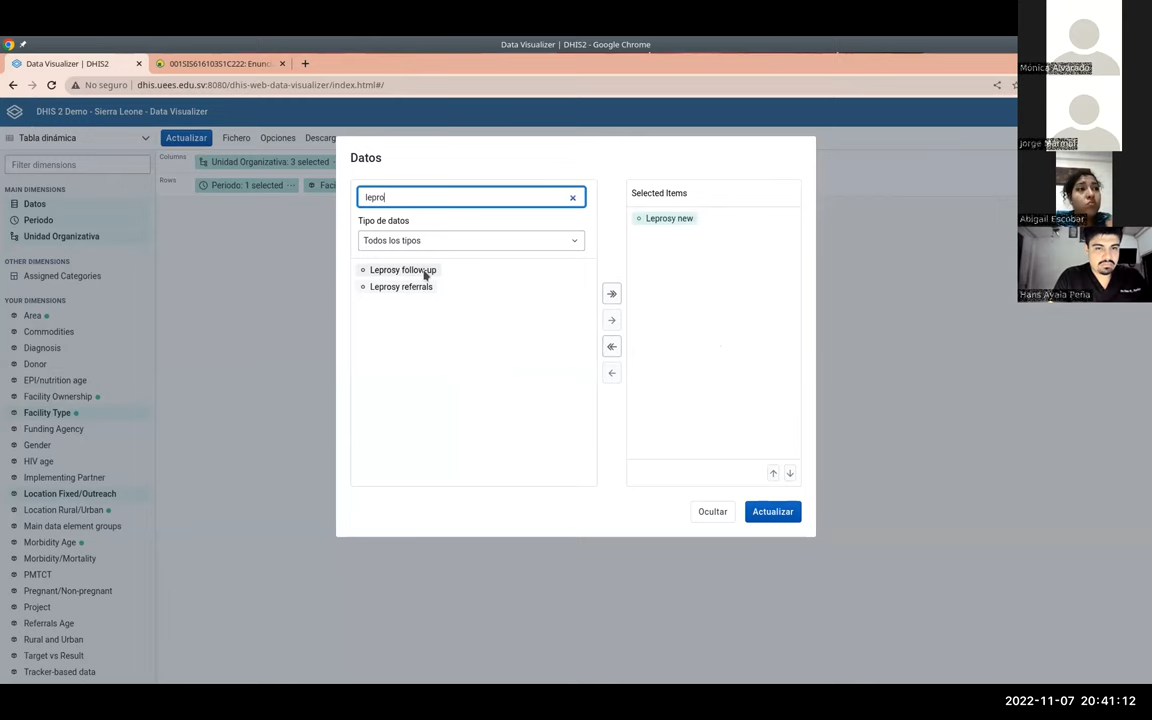 Data Visualizer | DHIS2 - Google Chrome
Data Visualizer | DHIS2
001SIS616103S1C222: Enunc
No seguro
dhis.uees.edu.sv:8080/dhis-web-data-visualizer/index.html#/
DHIS 2 Demo - Sierra Leone - Data Visualizer
Tabla dinámica
Actualizar
Fichero
Opciones
Descarg
Filter dimensions
Columns
Unidad Organizativa: 3 selected
Rows
Periodo: 1 selected
Faci
MAIN DIMENSIONS
Datos
Periodo
Unidad Organizativa
OTHER DIMENSIONS
Assigned Categories
YOUR DIMENSIONS
Area
Commodities
Diagnosis
Donor
EPI/nutrition age
Facility Ownership
Facility Type
Funding Agency
Gender
HIV age
Implementing Partner
Location Fixed/Outreach
Location Rural/Urban
Main data element groups
Morbidity Age
Morbidity/Mortality
PMTCT
Pregnant/Non-pregnant
Project
Referrals Age
Rural and Urban
Target vs Result
Tracker-based data
Datos
lepro
Tipo de datos
Todos los tipos
Leprosy follow-up
Leprosy referrals
Selected Items
Leprosy new
Ocultar
Actualizar
Mónica Alvarado
Abigail Escobar
Hans Ayala Peña
2022-11-07 20:41:12